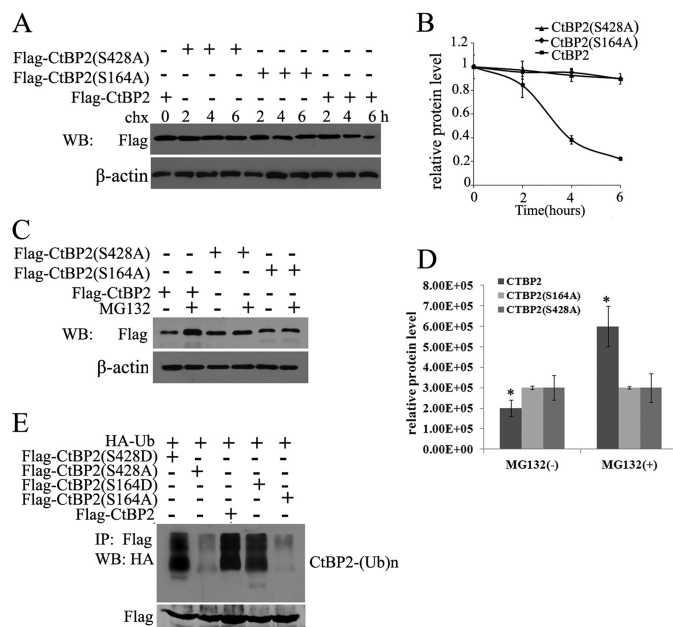 A
Flag-CtBP2(S428A) - + + + - - - - - -
Flag-CtBP2(S164A) - - - - + + + - - -
Flag-CtBP2 + - - - - - - + + +
chx 0 2 4 6 2 4 6 2 4 6 h
WB: Flag
β-actin
B
CtBP2(S428A)
CtBP2(S164A)
CtBP2
relative protein level
1.2
1
0.8
0.6
0.4
0.2
0
0 2 4 6
Time(hours)
C
Flag-CtBP2(S428A) - - + + - -
Flag-CtBP2(S164A) - - - - + +
Flag-CtBP2 + + - - - -
MG132 - + - + - +
WB: Flag
β-actin
D
CTBP2
CTBP2(S164A)
CTBP2(S428A)
relative protein level
8.00E+05
7.00E+05
6.00E+05
5.00E+05
4.00E+05
3.00E+05
2.00E+05
1.00E+05
0.00E+00
* *
MG132(-) MG132(+)
E
HA-Ub + + + + +
Flag-CtBP2(S428D) + - - - -
Flag-CtBP2(S428A) - + - - -
Flag-CtBP2(S164D) - - - + -
Flag-CtBP2(S164A) - - - - +
Flag-CtBP2 - - + - -
IP: Flag
WB: HA
CtBP2-(Ub)n
Flag